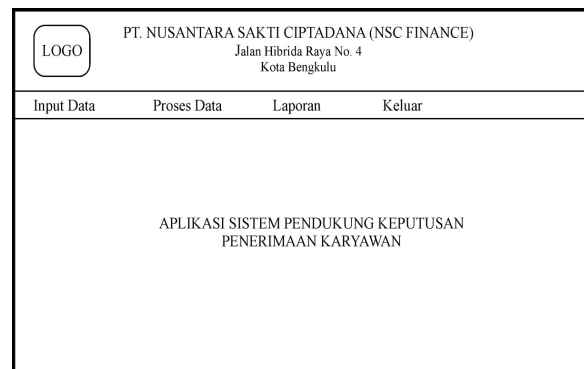 LOGO
PT. NUSANTARA SAKTI CIPTADANA (NSC FINANCE)
Jalan Hibrida Raya No. 4
Kota Bengkulu
Input Data Proses Data Laporan Keluar
APLIKASI SISTEM PENDUKUNG KEPUTUSAN
PENERIMAAN KARYAWAN